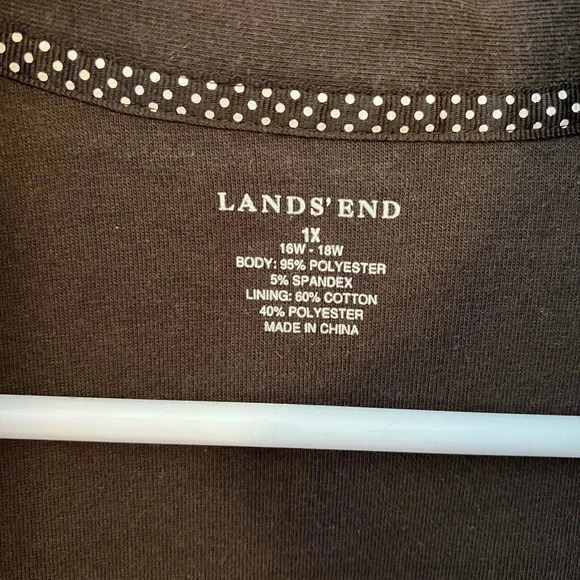 LANDS' END
1X
16W - 18W
BODY: 95% POLYESTER
5% SPANDEX
LINING: 60% COTTON
40% POLYESTER
MADE IN CHINA